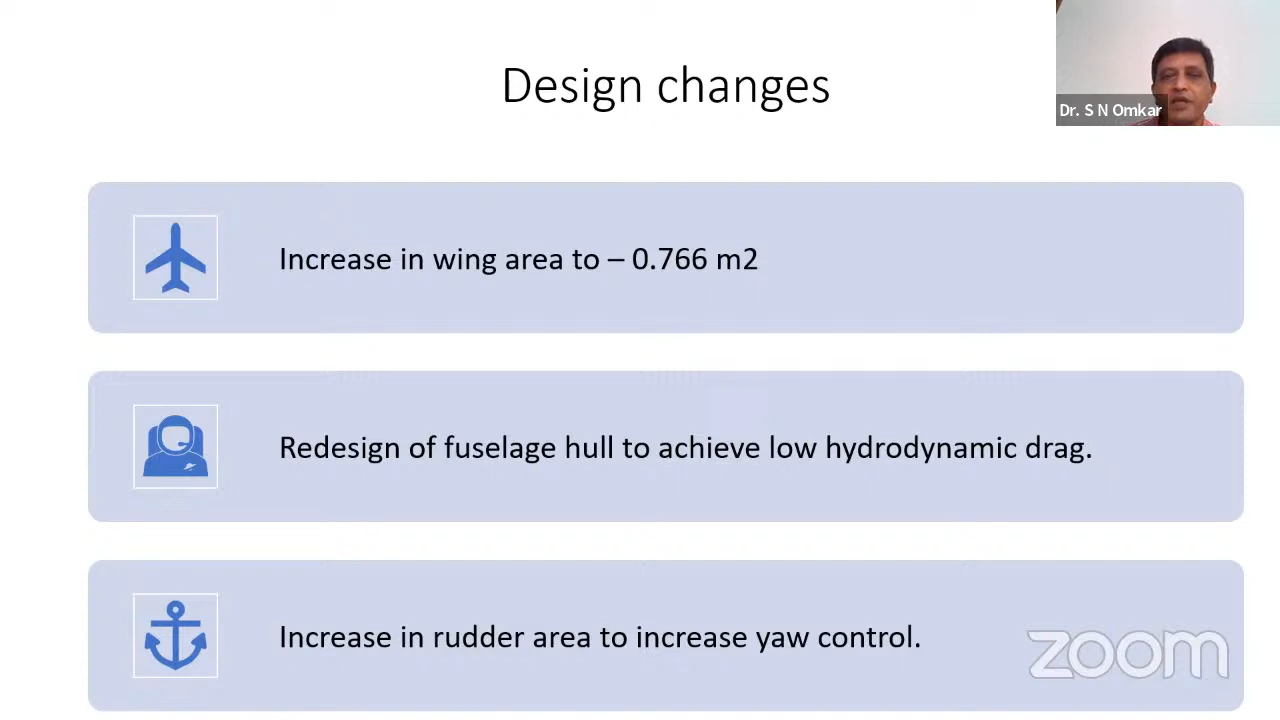 Design changes
Dr. S N Omkar
Increase in wing area to – 0.766 m2
Redesign of fuselage hull to achieve low hydrodynamic drag.
Increase in rudder area to increase yaw control.
zoom